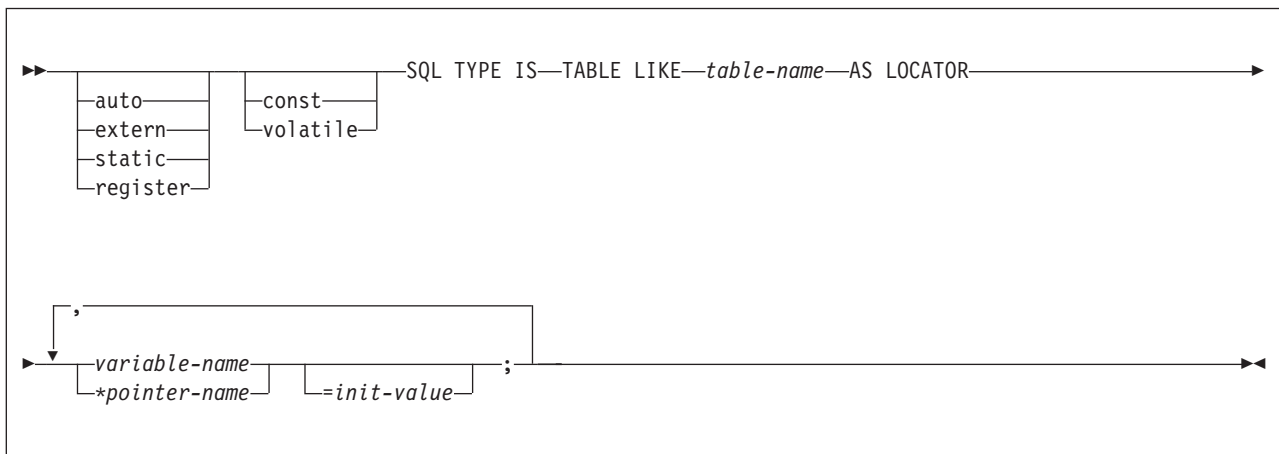 SQL TYPE IS TABLE LIKE table-name AS LOCATOR
auto const
extern volatile
static
register
,
variable-name ;
*pointer-name =init-value